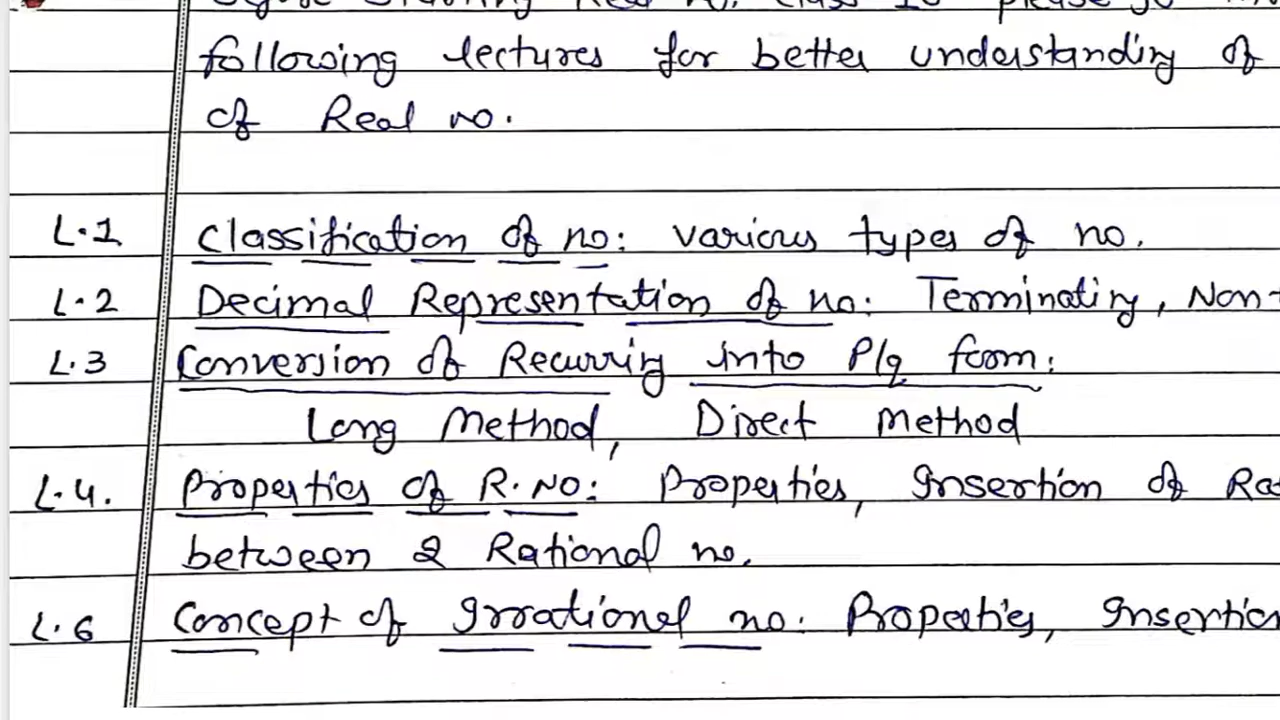 following lectures for better understanding of
of Real no.
L.1 Classification of no: various types of no.
L.2 Decimal Representation of no: Terminating, Non-
L.3 Conversion of Recurring into P/q form:
Long Method, Direct Method
L.4. Properties of R.NO: Properties, Insertion of
between 2 Rational no.
L.6 Concept of Irrational no. Properties,